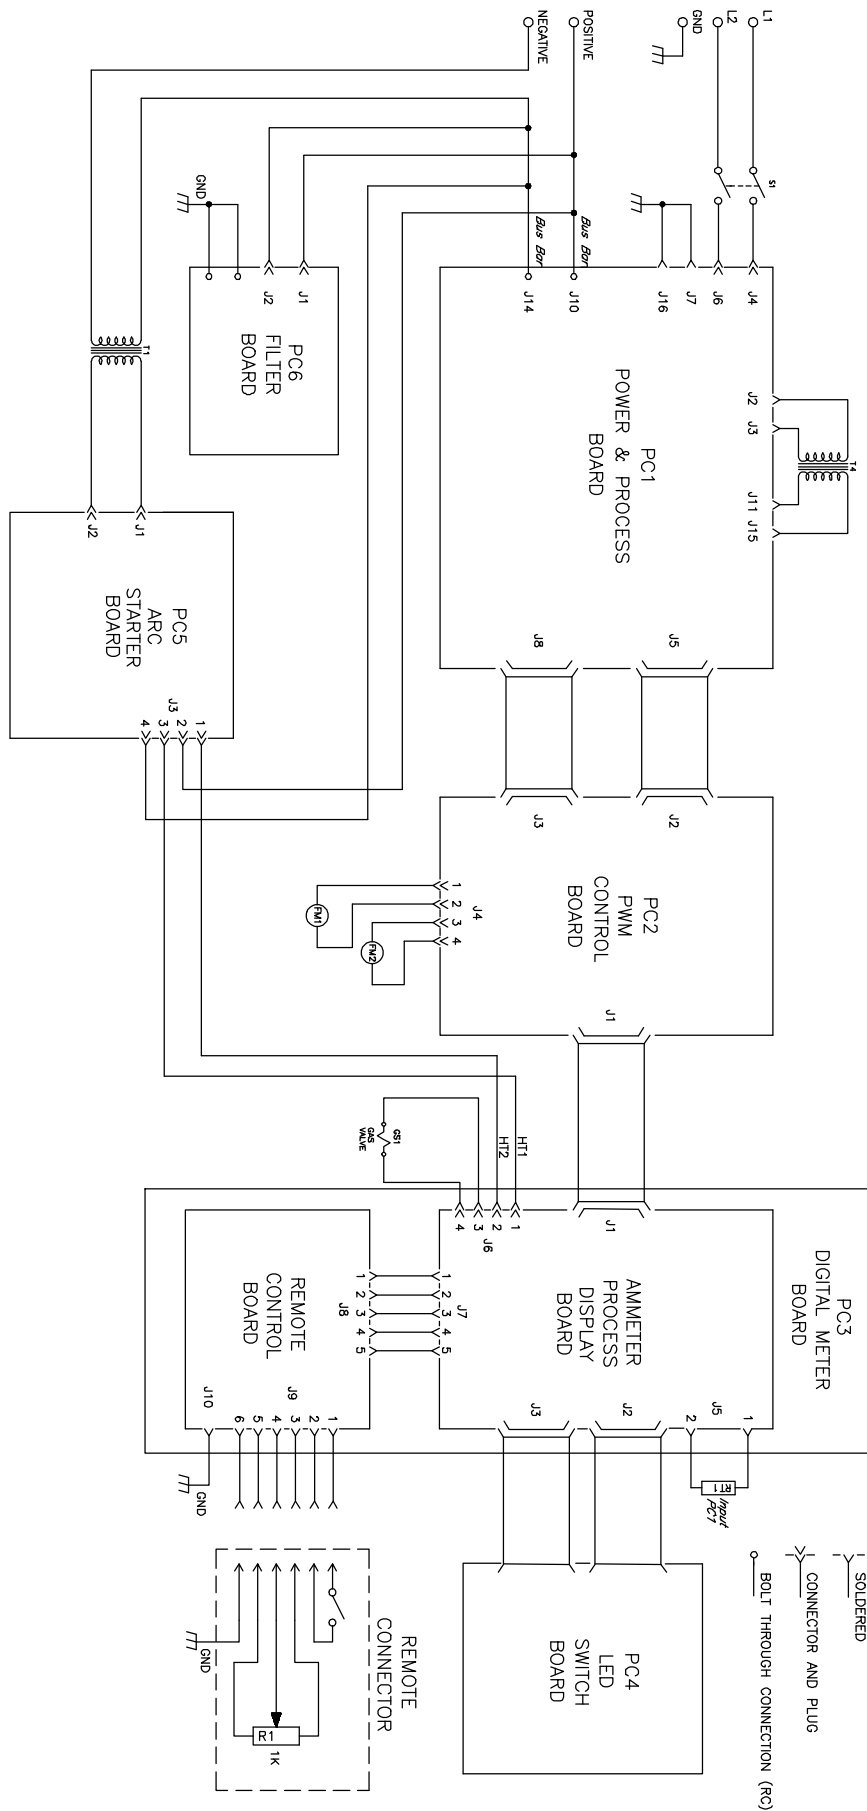 L1
L2
GND
POSITIVE
NEGATIVE
S1
Bus Bar
Bus Bar
GND
J4
J6
J7
J16
J10
J14
J1
J2
PC6
FILTER
BOARD
T1
J2
J3
T4
J11
J15
PC1
POWER & PROCESS
BOARD
J5
J8
J1
J2
PC5
ARC
STARTER
BOARD
J3
1
2
3
4
J2
J3
PC2
PWM
CONTROL
BOARD
J4
1
2
3
4
FM1
FM2
J1
HT1
HT2
GS1
GAS
VALVE
PC3
DIGITAL METER
BOARD
J1
J6
1
2
3
4
AMMETER
PROCESS
DISPLAY
BOARD
J7
1
2
3
4
5
J8
1
2
3
4
5
REMOTE
CONTROL
BOARD
J5
1
2
J2
J3
J9
1
2
3
4
5
6
J10
GND
RT1
Input
PC1
SOLDERED
CONNECTOR AND PLUG
BOLT THROUGH CONNECTION (RC)
PC4
LED
SWITCH
BOARD
REMOTE
CONNECTOR
GND
R1
1K